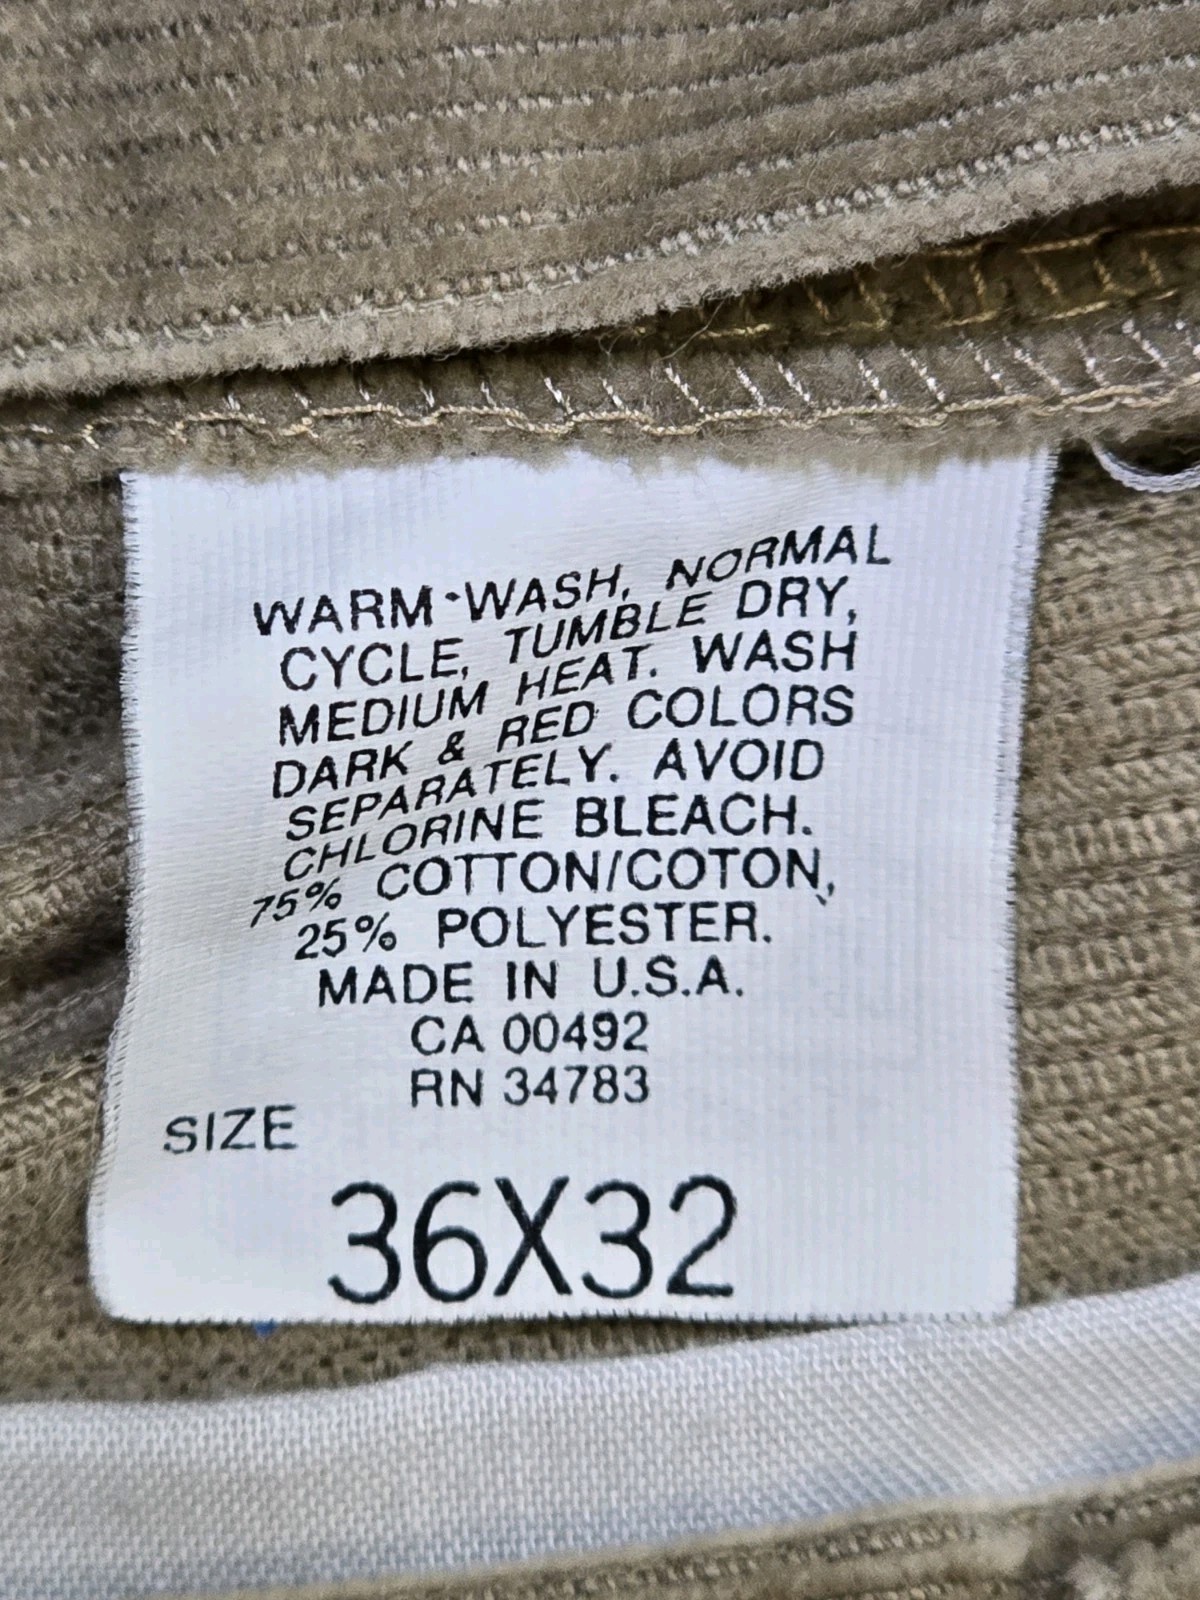 WARM-WASH, NORMAL
CYCLE, TUMBLE DRY,
MEDIUM HEAT. WASH
DARK & RED COLORS
SEPARATELY. AVOID
CHLORINE BLEACH.
75% COTTON/COTON,
25% POLYESTER.
MADE IN U.S.A.
CA 00492
RN 34783
SIZE
36X32